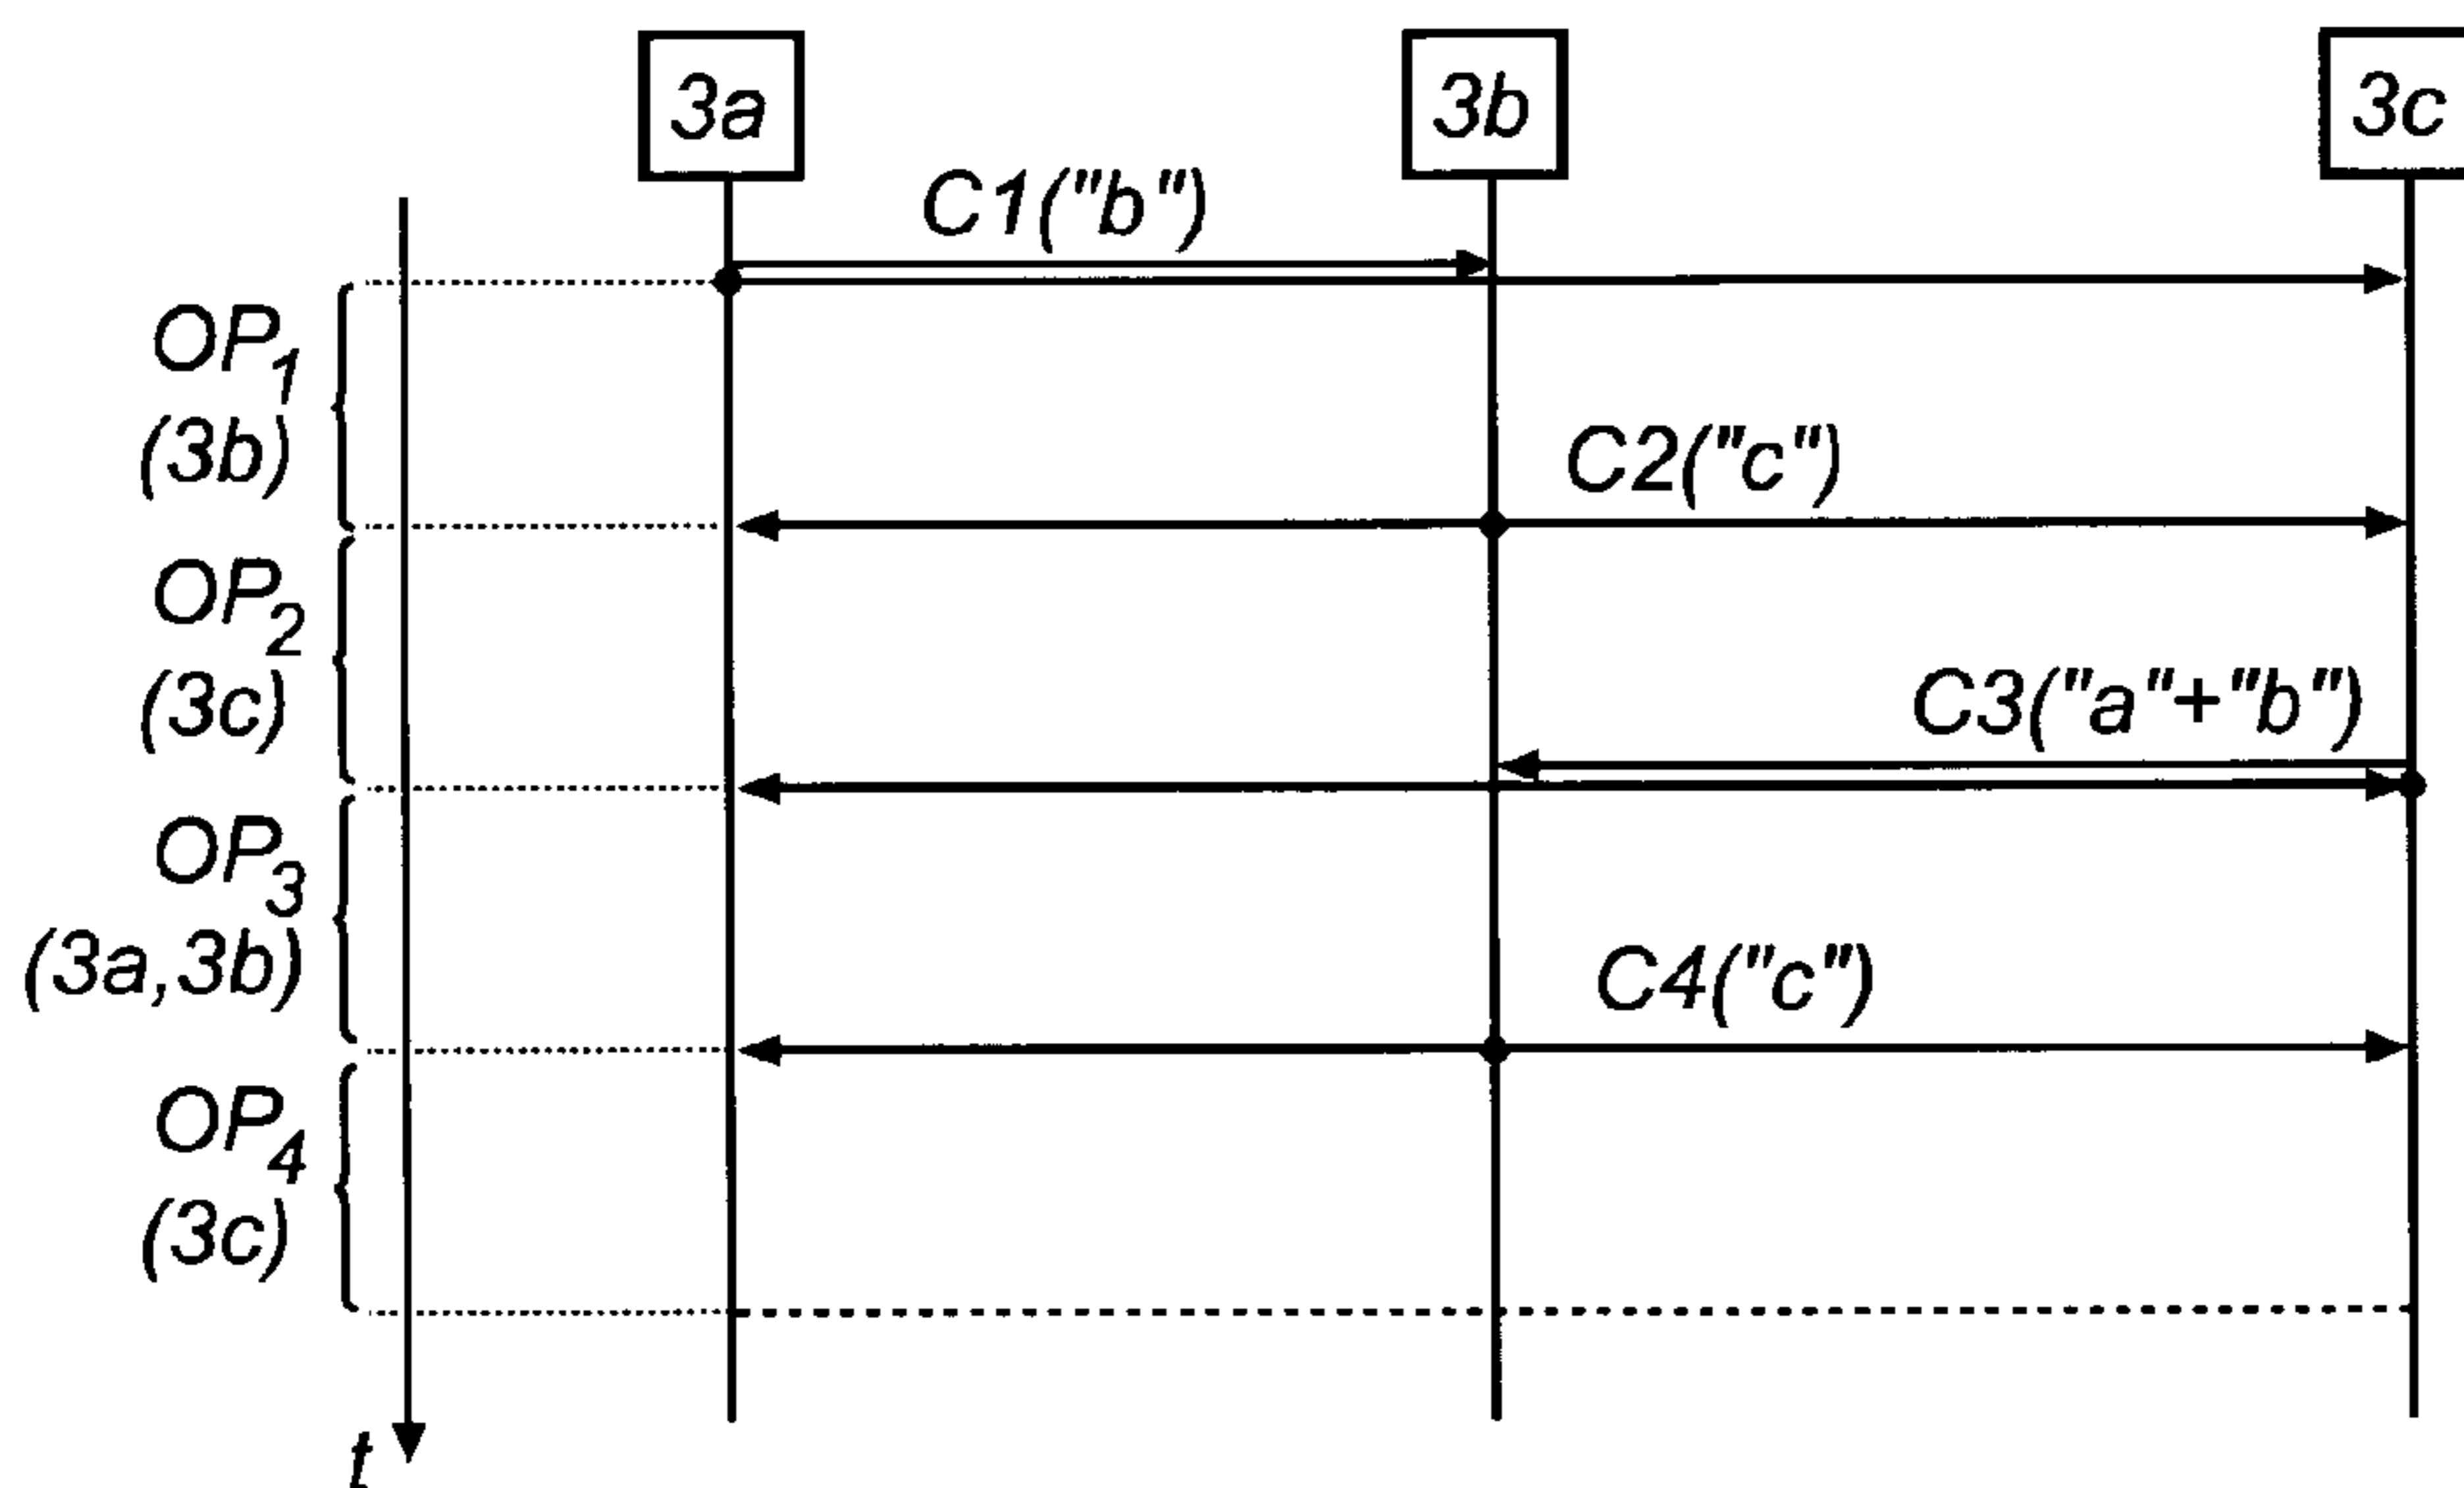 3a
3b
3c
C1("b")
OP1
(3b)
C2("c")
OP2
(3c)
C3("a"+"b")
OP3
(3a,3b)
C4("c")
OP4
(3c)
t